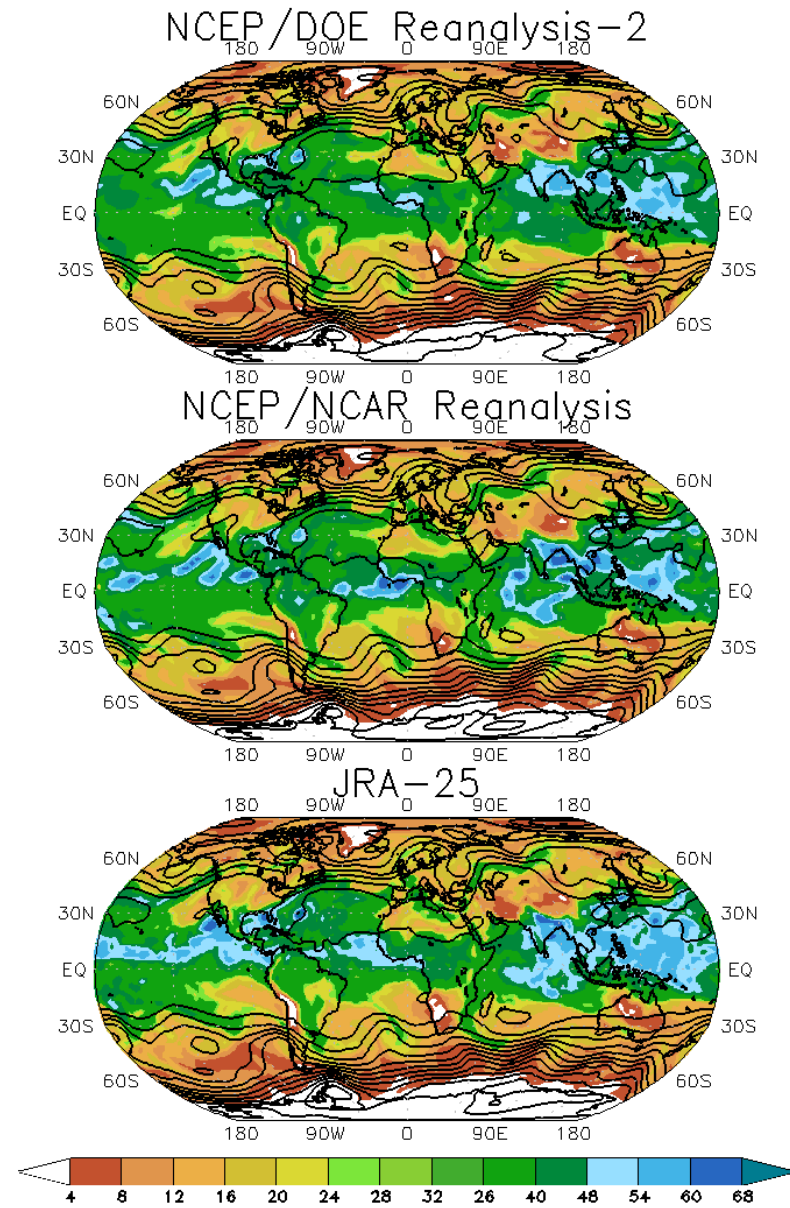 NCEP/DOE Reanalysis-2
180 90W 0 90E 180
60N 60N
30N 30N
EQ EQ
30S 30S
60S 60S
180 90W 0 90E 180
NCEP/NCAR Reanalysis
180 90W 0 90E 180
60N 60N
30N 30N
EQ EQ
30S 30S
60S 60S
180 90W 0 90E 180
JRA-25
180 90W 0 90E 180
60N 60N
30N 30N
EQ EQ
30S 30S
60S 60S
180 90W 0 90E 180
4 8 12 16 20 24 28 32 26 40 48 54 60 68